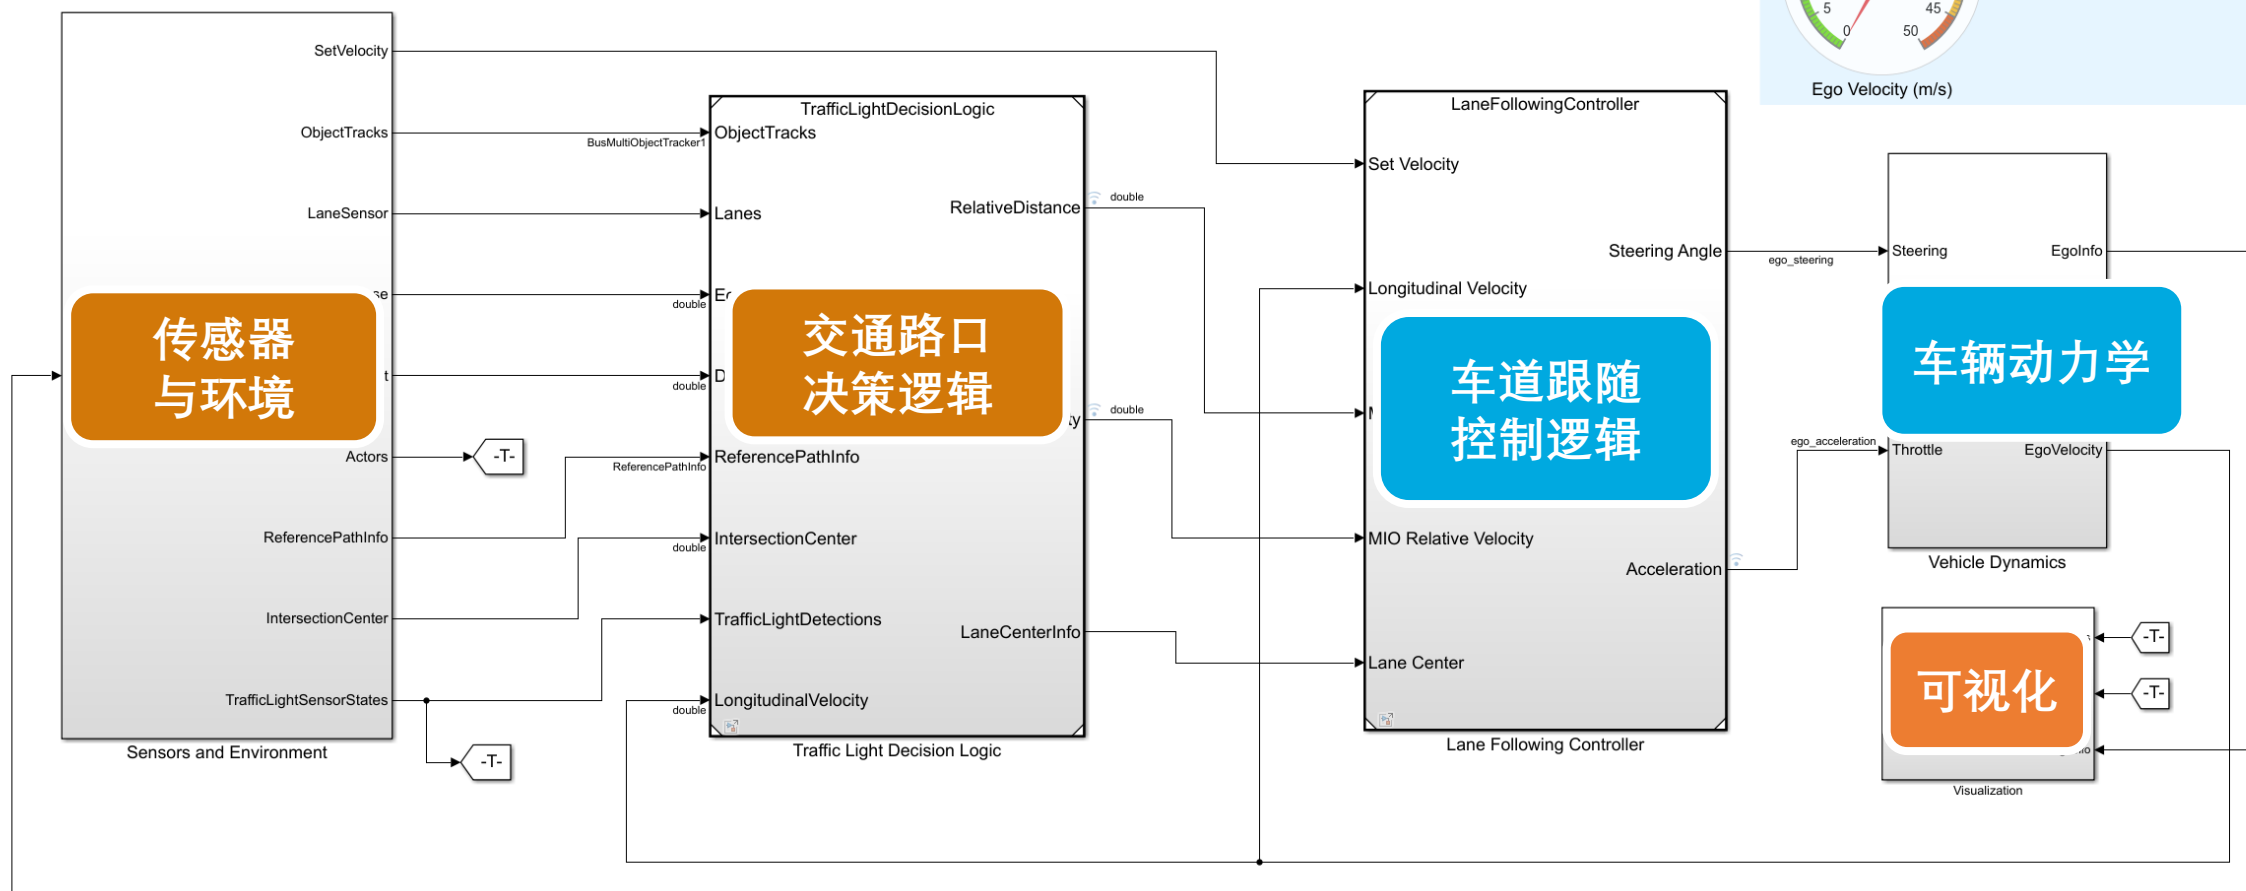 SetVelocity
ObjectTracks
LaneSensor
se
传感器
与环境
t
Actors
-T-
ReferencePathInfo
IntersectionCenter
TrafficLightSensorStates
-T-
Sensors and Environment
BusMultiObjectTracker1
double
double
ReferencePathInfo
double
double
TrafficLightDecisionLogic
ObjectTracks
Lanes
RelativeDistance
交通路口
决策逻辑
ty
ReferencePathInfo
IntersectionCenter
TrafficLightDetections
LaneCenterInfo
LongitudinalVelocity
Traffic Light Decision Logic
double
double
LaneFollowingController
Set Velocity
Steering Angle
Longitudinal Velocity
车道跟随
控制逻辑
MIO Relative Velocity
Acceleration
Lane Center
Lane Following Controller
ego_steering
ego_acceleration
5
0
45
50
Ego Velocity (m/s)
Steering
EgoInfo
车辆动力学
Throttle
EgoVelocity
Vehicle Dynamics
-T-
-T-
可视化
Visualization